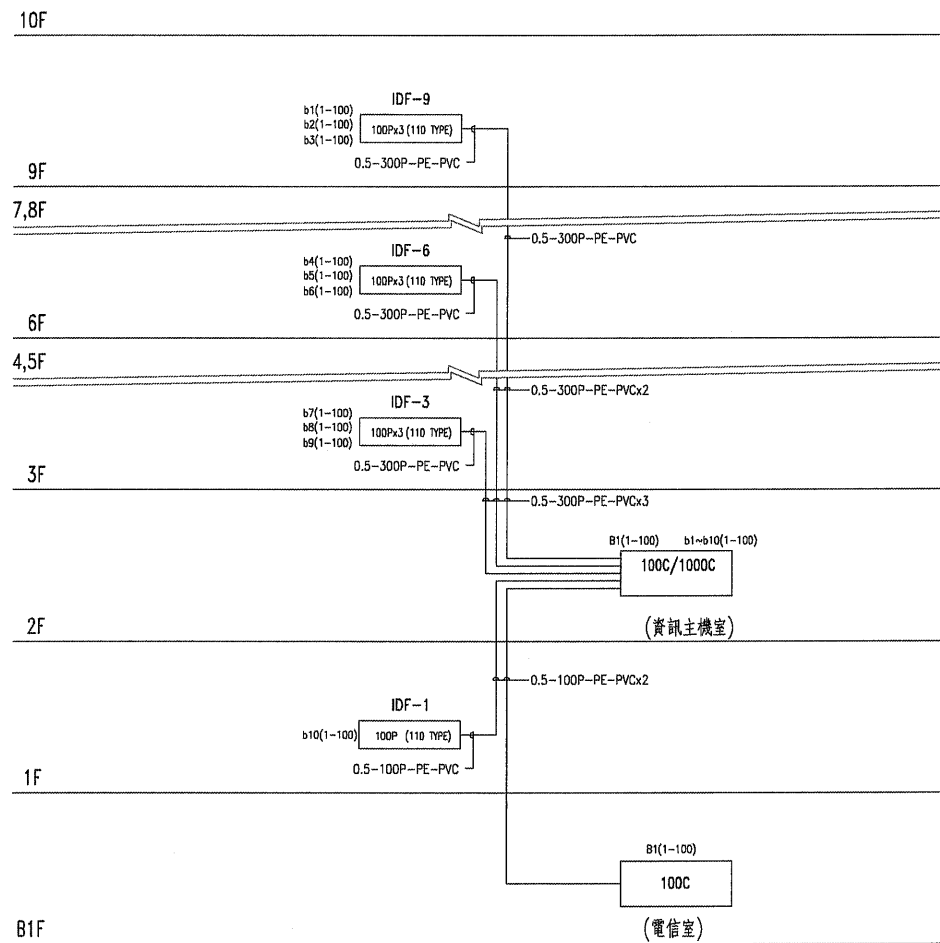 10F
IDF-9
b1(1-100)
b2(1-100)
b3(1-100)
100Px3 (110 TYPE)
0.5-300P-PE-PVC
9F
7,8F
0.5-300P-PE-PVC
IDF-6
b4(1-100)
b5(1-100)
b6(1-100)
100Px3 (110 TYPE)
0.5-300P-PE-PVC
6F
4,5F
0.5-300P-PE-PVCx2
IDF-3
b7(1-100)
b8(1-100)
b9(1-100)
100Px3 (110 TYPE)
0.5-300P-PE-PVC
3F
0.5-300P-PE-PVCx3
B1(1-100) b1~b10(1-100)
100C/1000C
(資訊主機室)
2F
0.5-100P-PE-PVCx2
IDF-1
b10(1-100)
100P (110 TYPE)
0.5-100P-PE-PVC
1F
B1(1-100)
100C
(電信室)
B1F